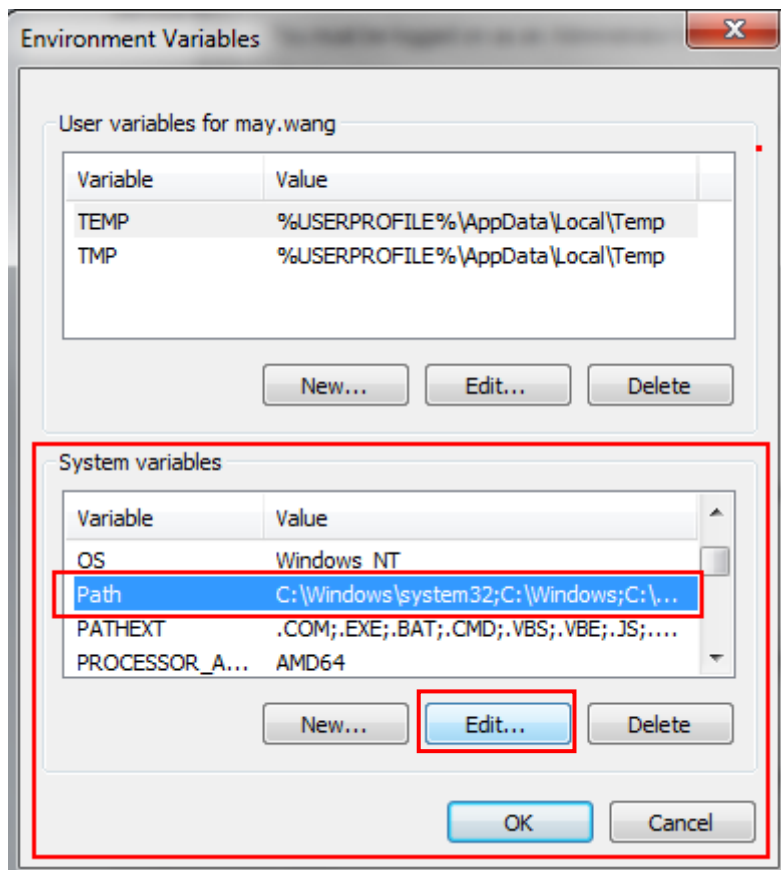 Environment Variables
User variables for may.wang
Variable Value
TEMP %USERPROFILE%\AppData\Local\Temp
TMP %USERPROFILE%\AppData\Local\Temp
New... Edit... Delete
System variables
Variable Value
OS Windows_NT
Path C:\Windows\system32;C:\Windows;C:\...
PATHEXT .COM;.EXE;.BAT;.CMD;.VBS;.VBE;.JS;....
PROCESSOR_A... AMD64
New... Edit... Delete
OK Cancel